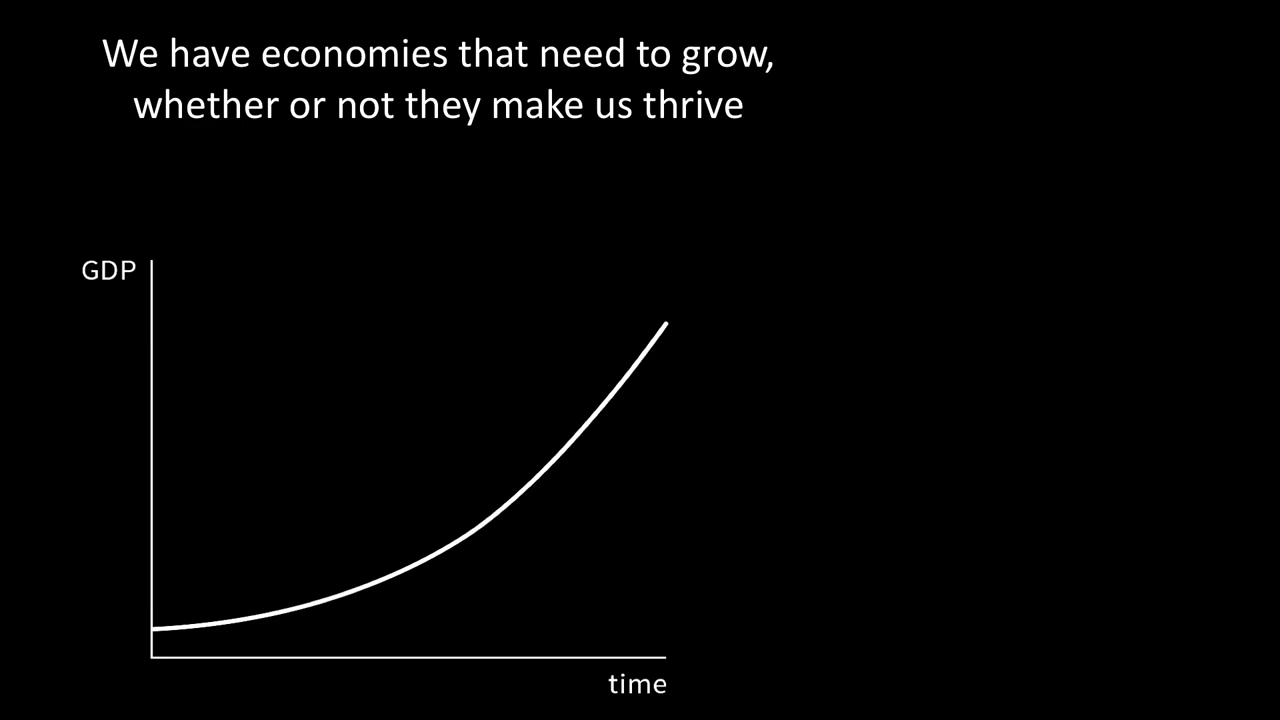 We have economies that need to grow,
whether or not they make us thrive
GDP
time